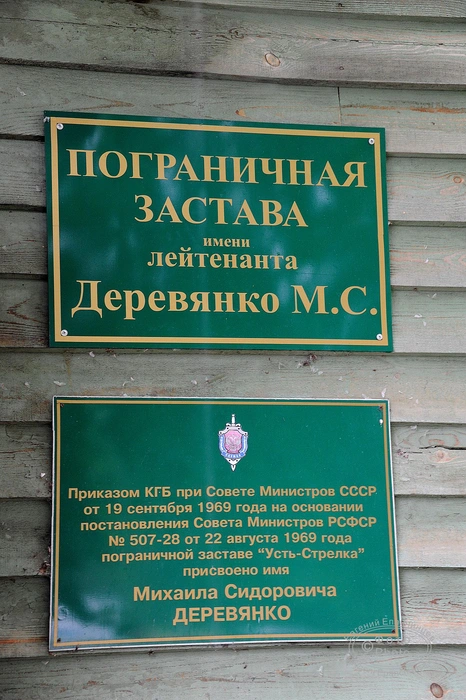 ПОГРАНИЧНАЯ
ЗАСТАВА
имени
лейтенанта
Деревянко М.С.
Приказом КГБ при Совете Министров СССР
от 19 сентября 1969 года на основании
постановления Совета Министров РСФСР
№ 507-28 от 22 августа 1969 года
пограничной заставе "Усть-Стрелка"
присвоено имя
Михаила Сидоровича
ДЕРЕВЯНКО